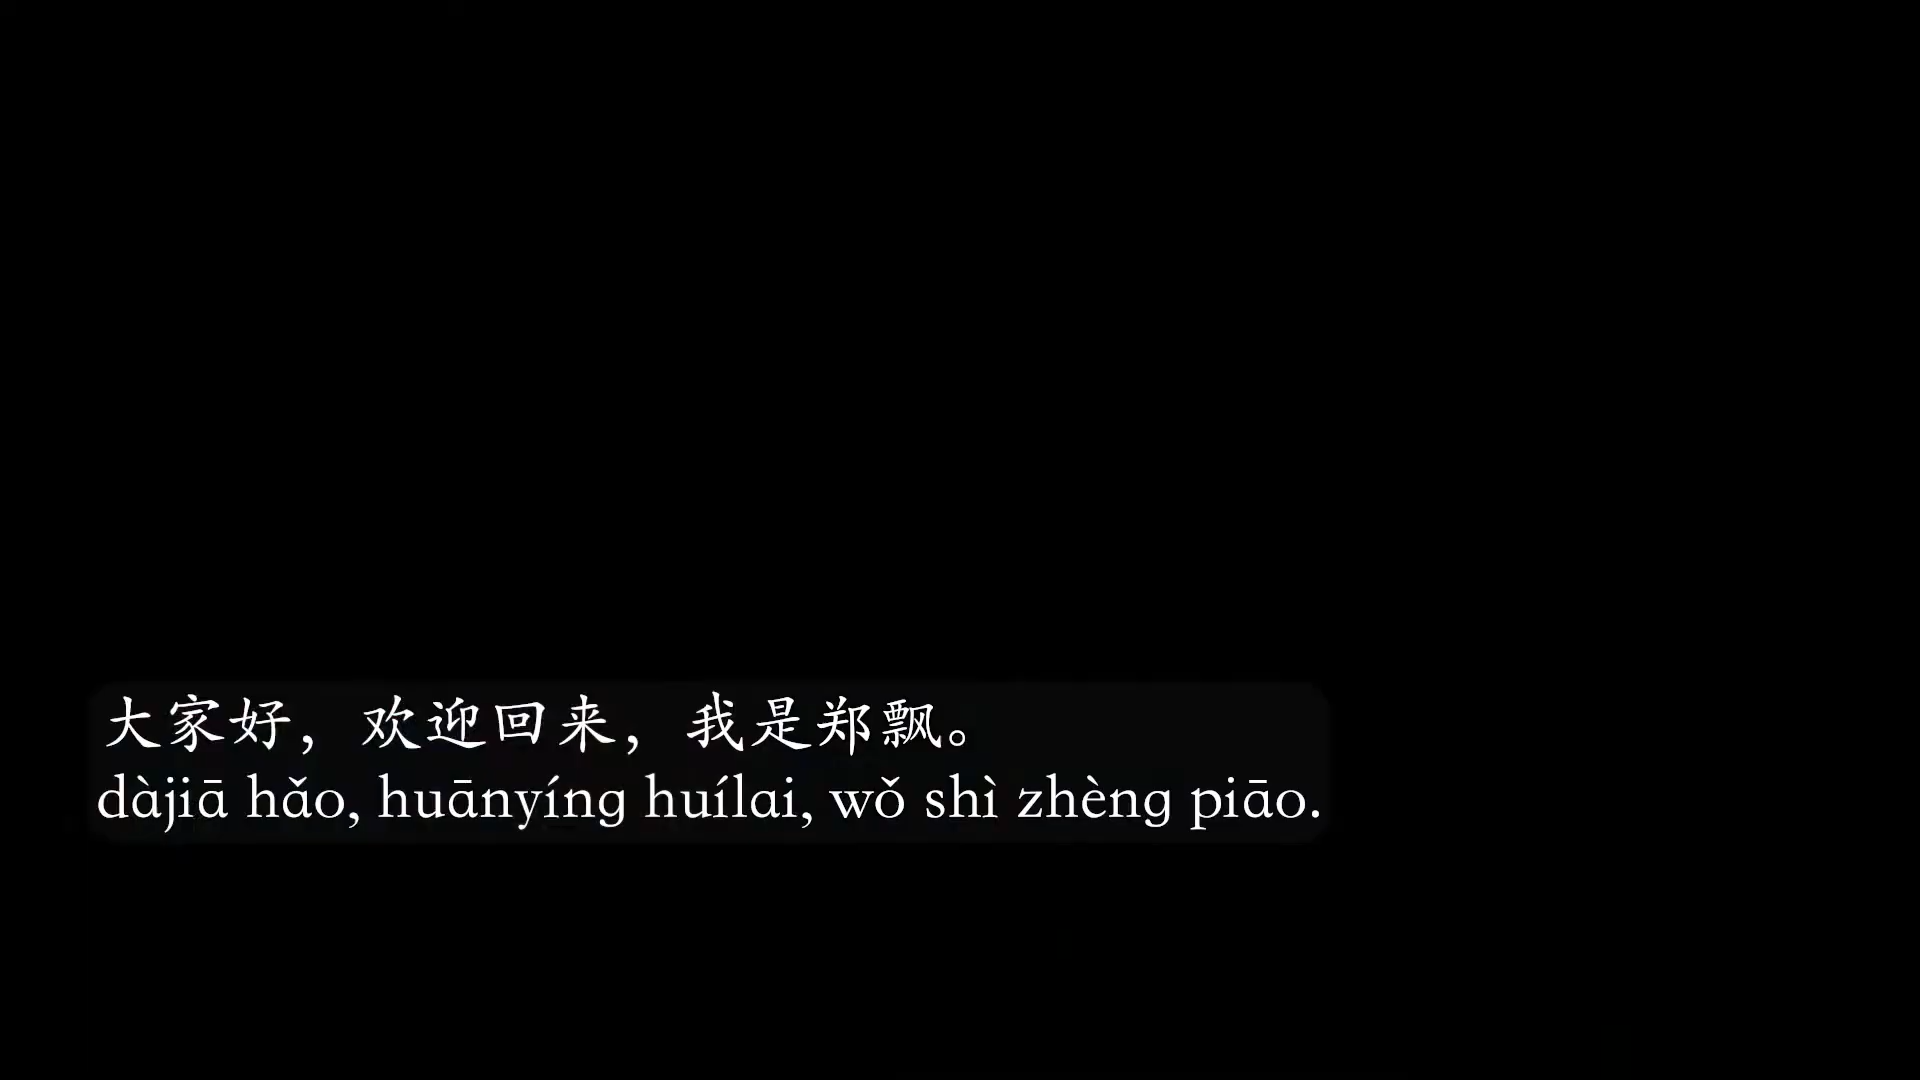 大家好，欢迎回来，我是郑飘。
dàjiā hǎo, huānyíng huílai, wǒ shì zhèng piāo.